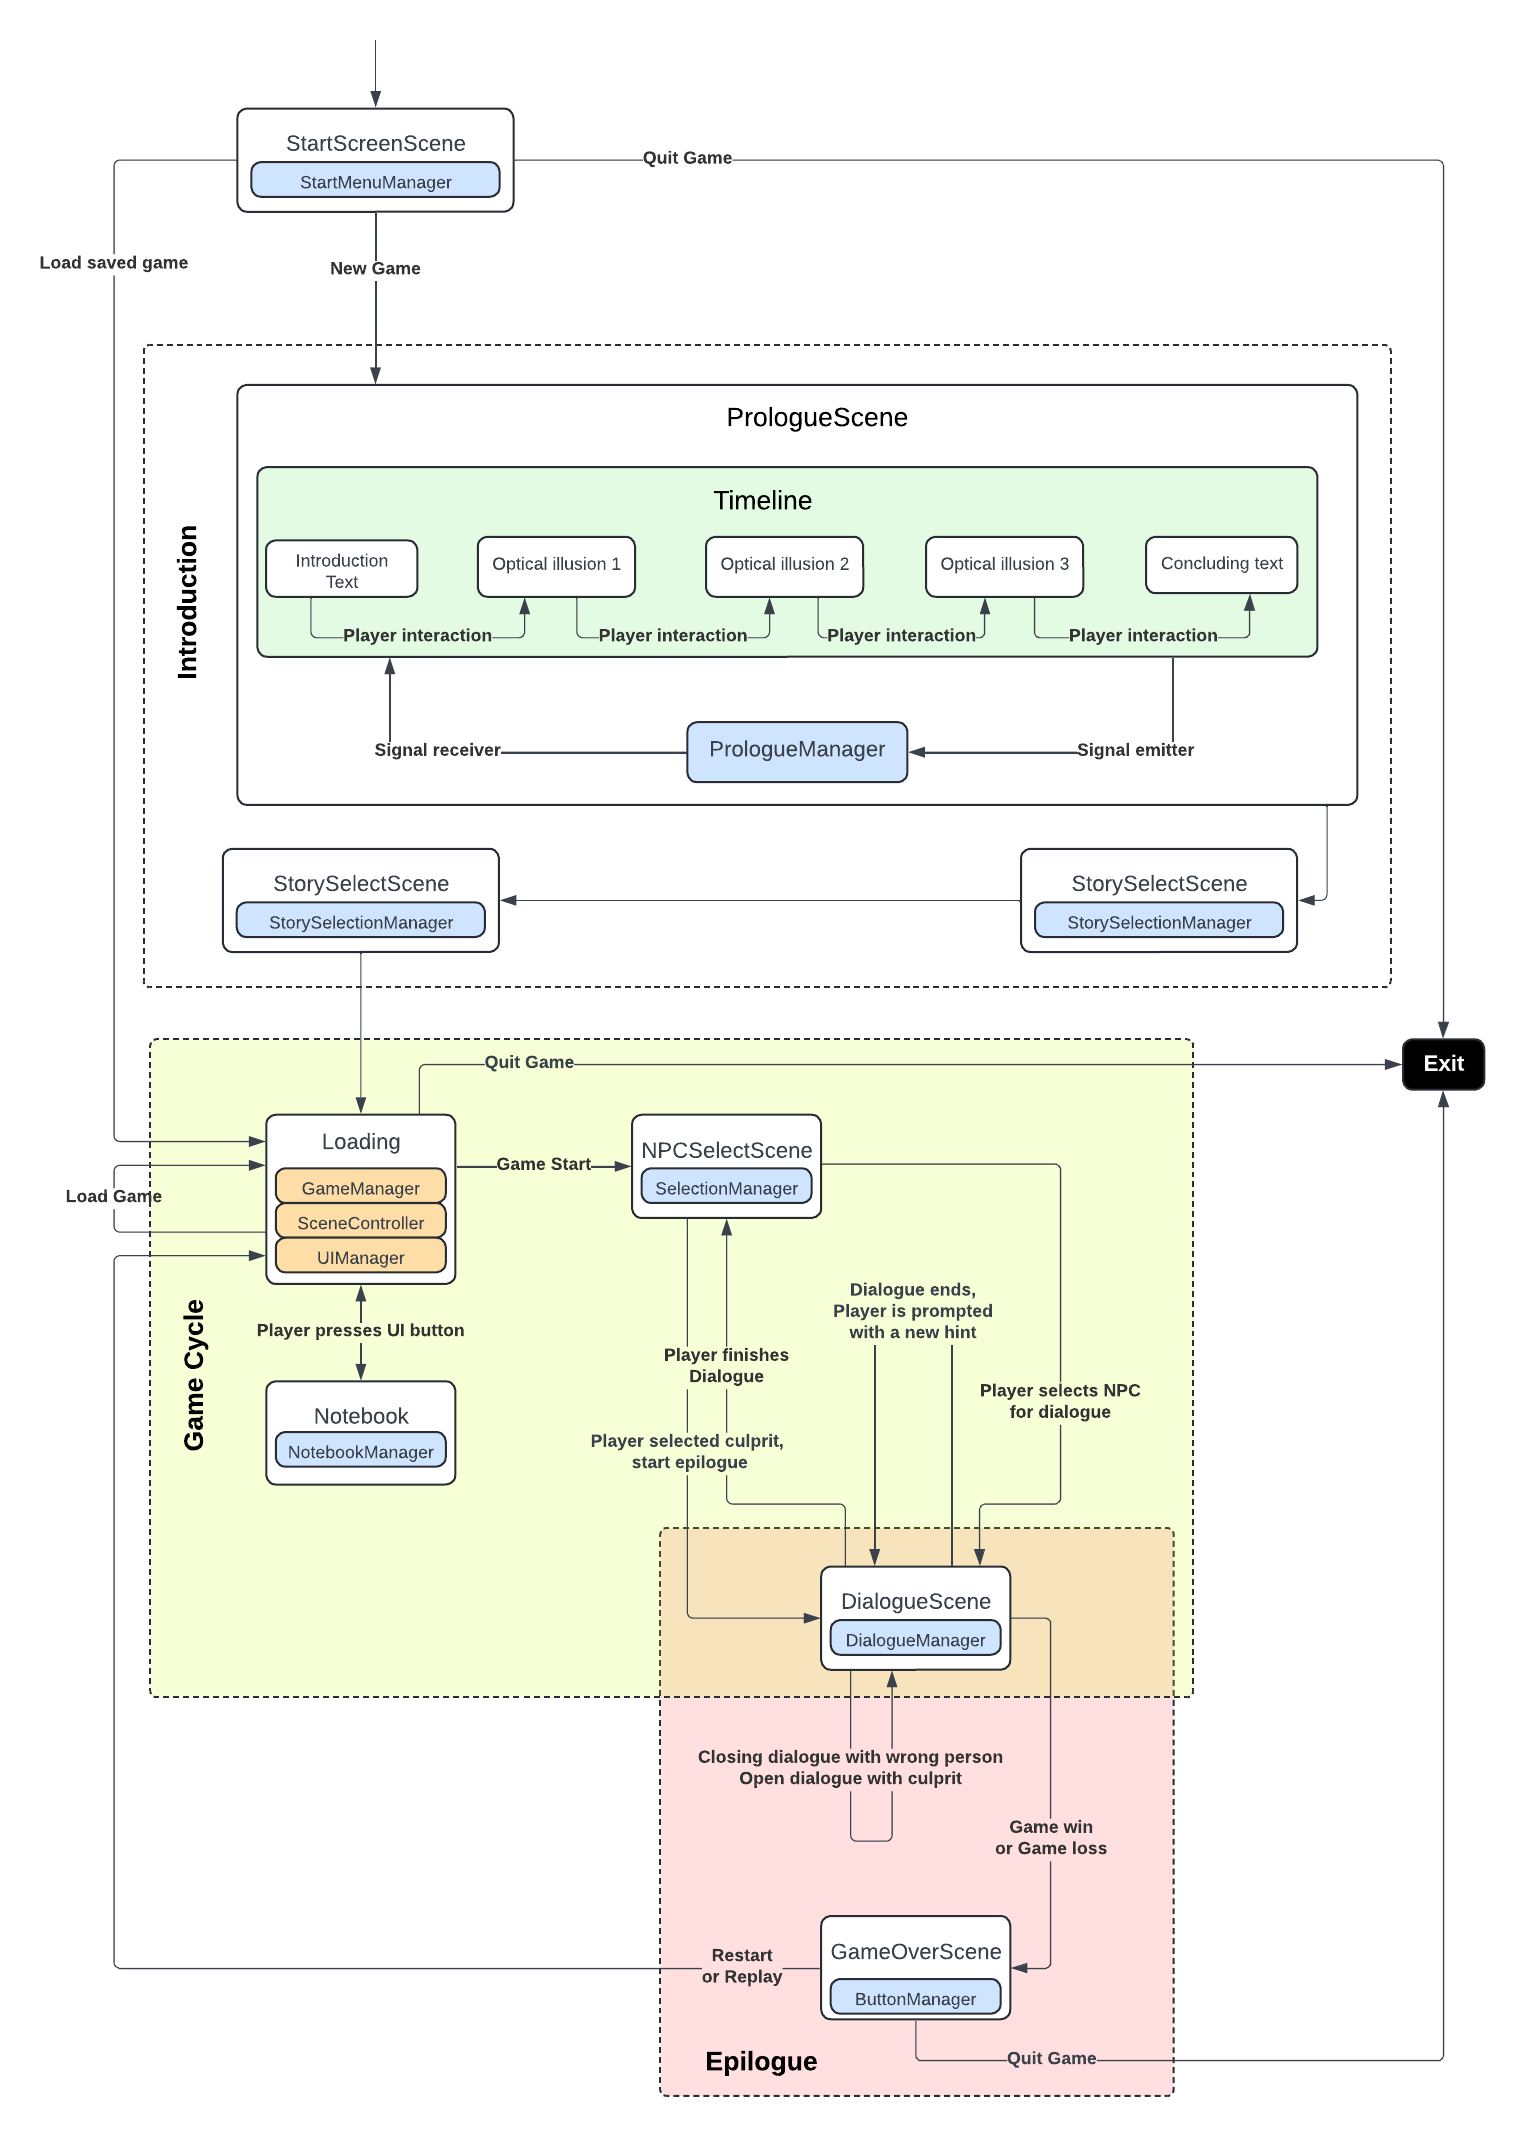 StartScreenScene
StartMenuManager
Quit Game
Load saved game
New Game
Introduction
PrologueScene
Timeline
Introduction
Text
Optical illusion 1
Optical illusion 2
Optical illusion 3
Concluding text
Player interaction
Player interaction
Player interaction
Player interaction
Signal receiver
PrologueManager
Signal emitter
StorySelectScene
StorySelectionManager
StorySelectScene
StorySelectionManager
Exit
Game Cycle
Quit Game
Loading
GameManager
SceneController
UIManager
Load Game
Game Start
NPCSelectScene
SelectionManager
Player presses UI button
Notebook
NotebookManager
Dialogue ends,
Player is prompted
with a new hint
Player finishes
Dialogue
Player selects NPC
for dialogue
Player selected culprit,
start epilogue
DialogueScene
DialogueManager
Closing dialogue with wrong person
Open dialogue with culprit
Game win
or Game loss
GameOverScene
ButtonManager
Restart
or Replay
Epilogue
Quit Game